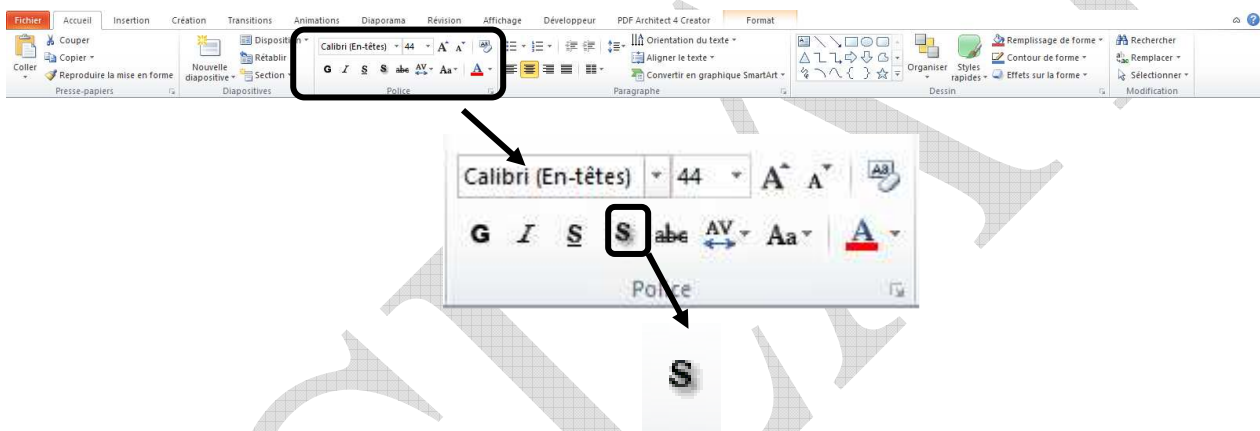 Fichier Accueil Insertion Création Transitions Animations Diaporama Révision Affichage Développeur PDF Architect 4 Creator Format
Couper
Copier
Reproduire la mise en forme
Coller
Presse-papiers
Disposition
Rétablir
Section
Nouvelle
diapositive
Diapositives
Calibri (En-têtes) 44 A A
G I S S abc AV Aa A
Police
Orientation du texte
Aligner le texte
Convertir en graphique SmartArt
Paragraphe
Organiser
Styles
rapides
Remplissage de forme
Contour de forme
Effets sur la forme
Dessin
Rechercher
Remplacer
Sélectionner
Modification
Calibri (En-têtes) 44 A A
G I S S abc AV Aa A
Police
S